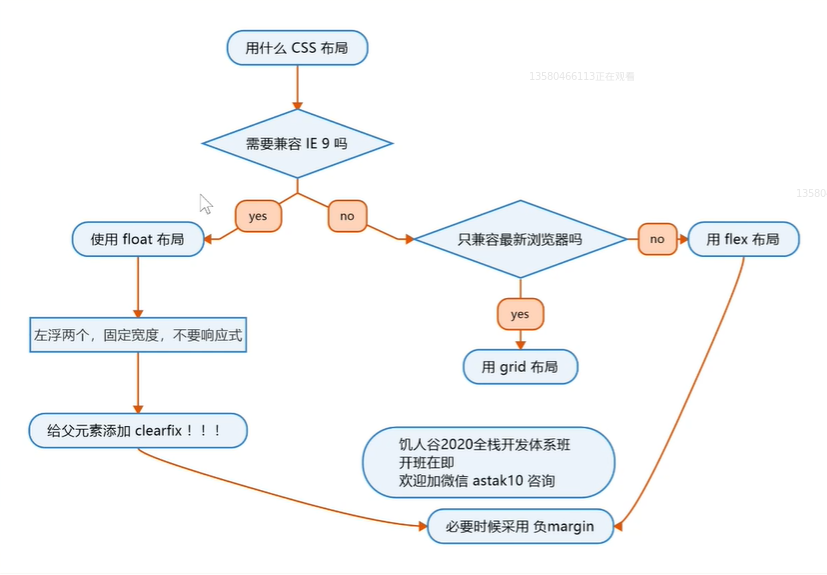 用什么 CSS 布局
13580466113正在观看
需要兼容 IE 9 吗
13580
yes
no
使用 float 布局
只兼容最新浏览器吗
no
用 flex 布局
yes
左浮两个，固定宽度，不要响应式
用 grid 布局
给父元素添加 clearfix！！！
饥人谷2020全栈开发体系班
开班在即
欢迎加微信 astak10 咨询
必要时候采用 负margin